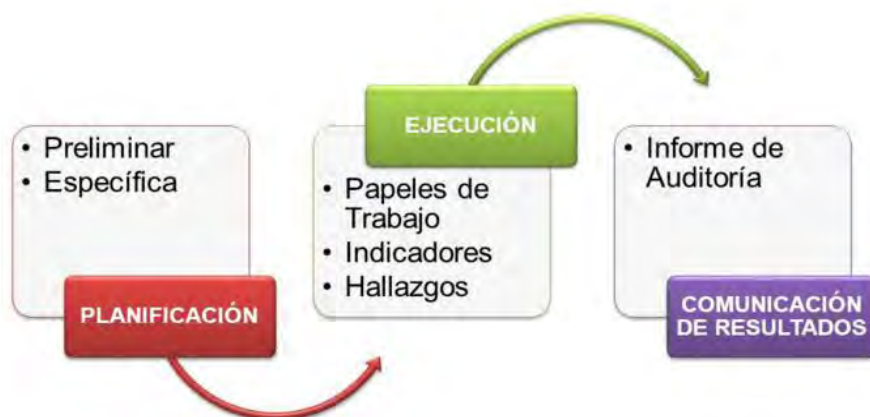 • Preliminar
• Específica
PLANIFICACIÓN
EJECUCIÓN
• Papeles de
Trabajo
• Indicadores
• Hallazgos
• Informe de
Auditoría
COMUNICACIÓN
DE RESULTADOS